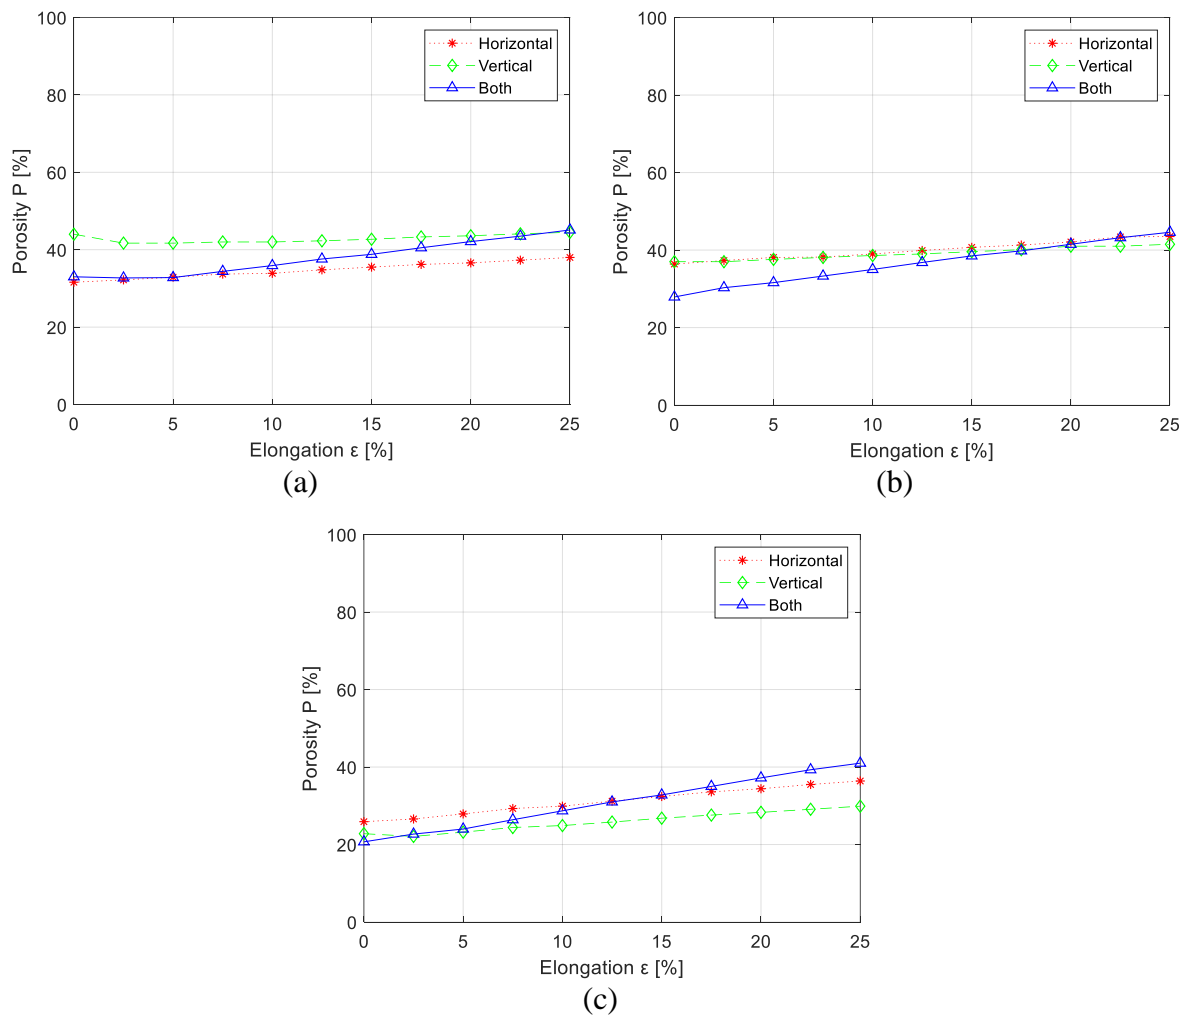 100
80
60
40
20
0
Porosity P [%]
Horizontal
Vertical
Both
0 5 10 15 20 25
Elongation ε [%]
(a)
100
80
60
40
20
0
Porosity P [%]
Horizontal
Vertical
Both
0 5 10 15 20 25
Elongation ε [%]
(b)
100
80
60
40
20
0
Porosity P [%]
Horizontal
Vertical
Both
0 5 10 15 20 25
Elongation ε [%]
(c)